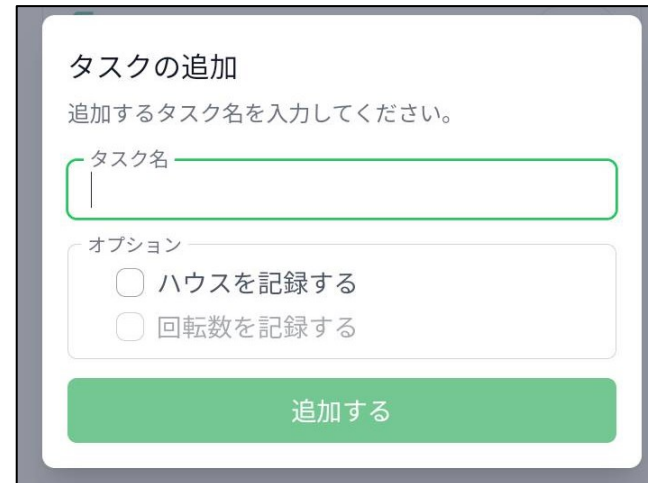 タスクの追加
追加するタスク名を入力してください。
タスク名
オプション
ハウスを記録する
回転数を記録する
追加する